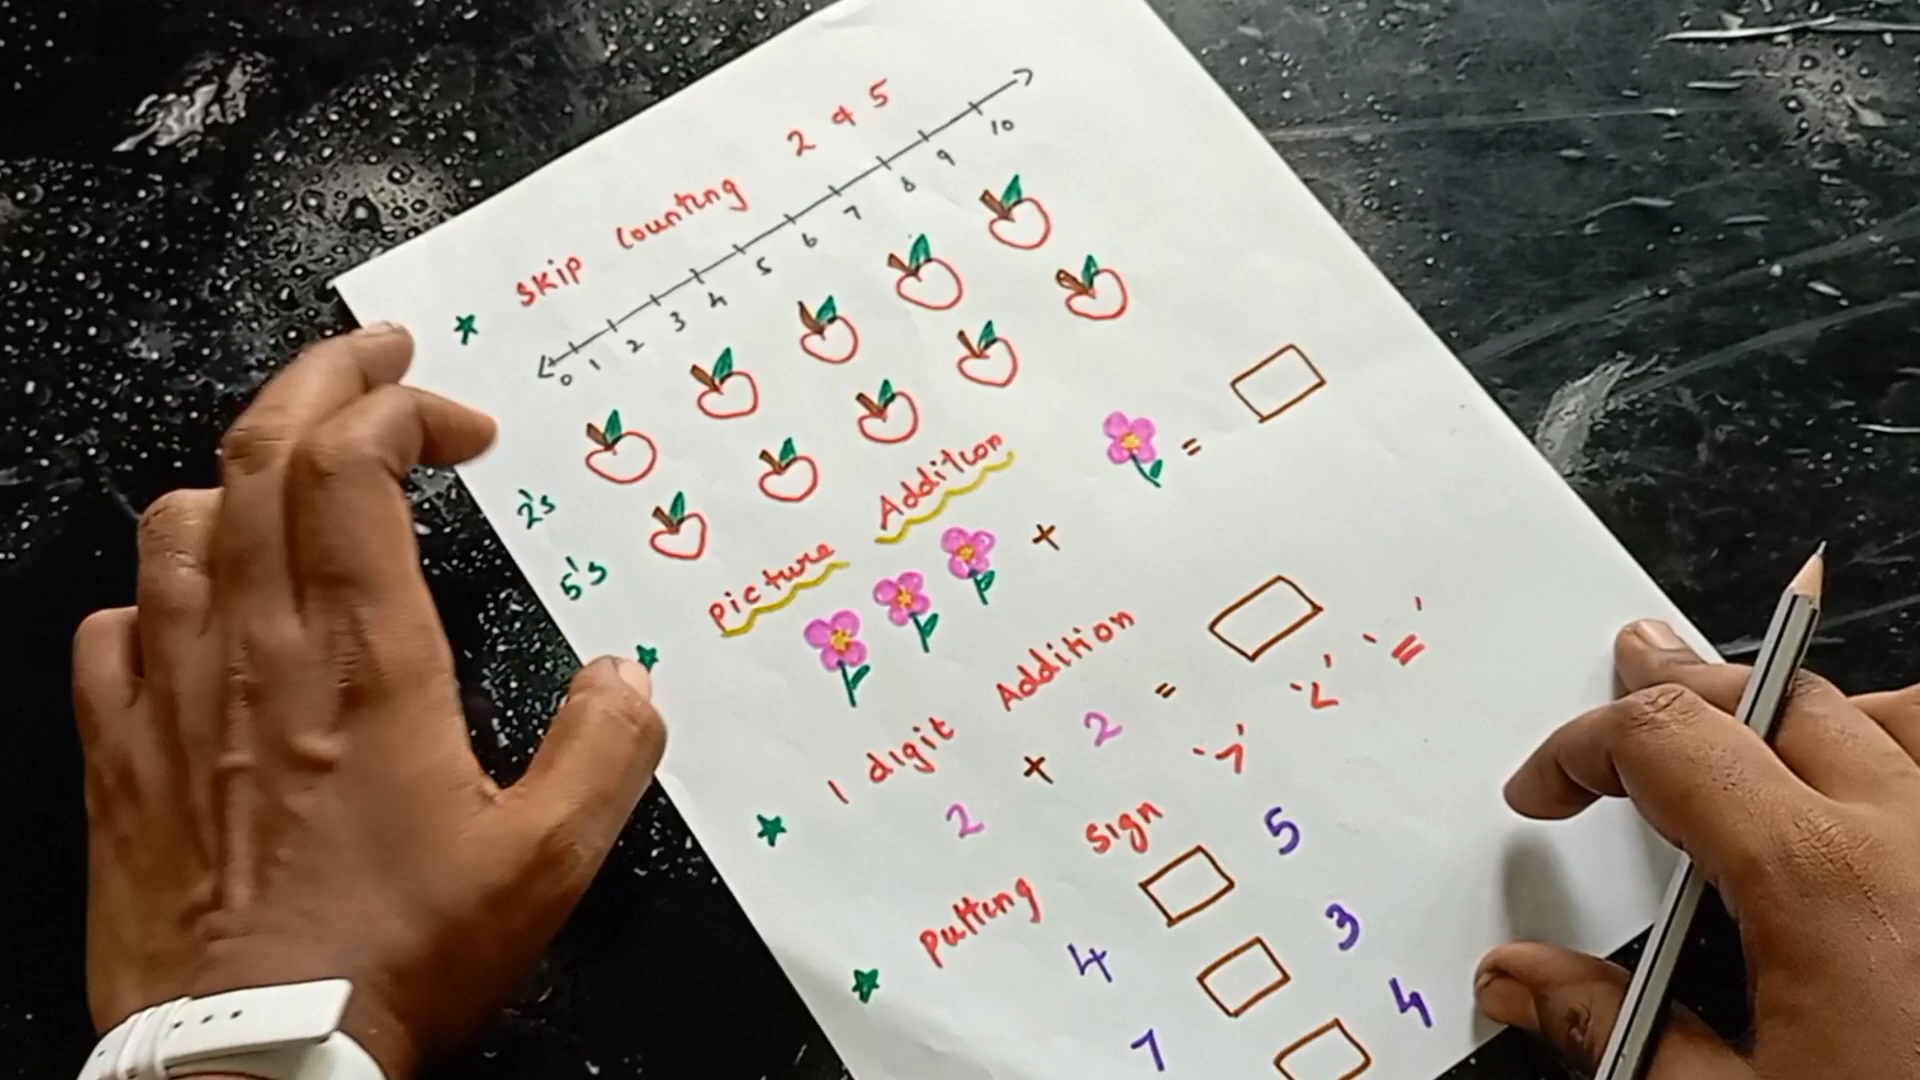 skip counting 2 & 5
0 1 2 3 4 5 6 7 8 9 10
2's
5's
Picture Addition
+ =
1 digit Addition
2 + 2 =
Putting sign '>' '<' '='
4 5
7 3
4